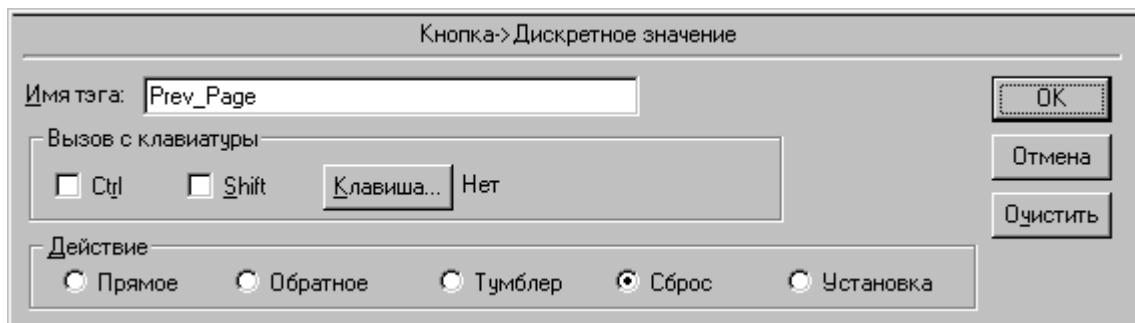 Кнопка->Дискретное значение
Имя тэга: Prev_Page
OK
Вызов с клавиатуры
Отмена
Ctrl Shift Клавиша... Нет
Очистить
Действие
Прямое Обратное Тумблер Сброс Установка